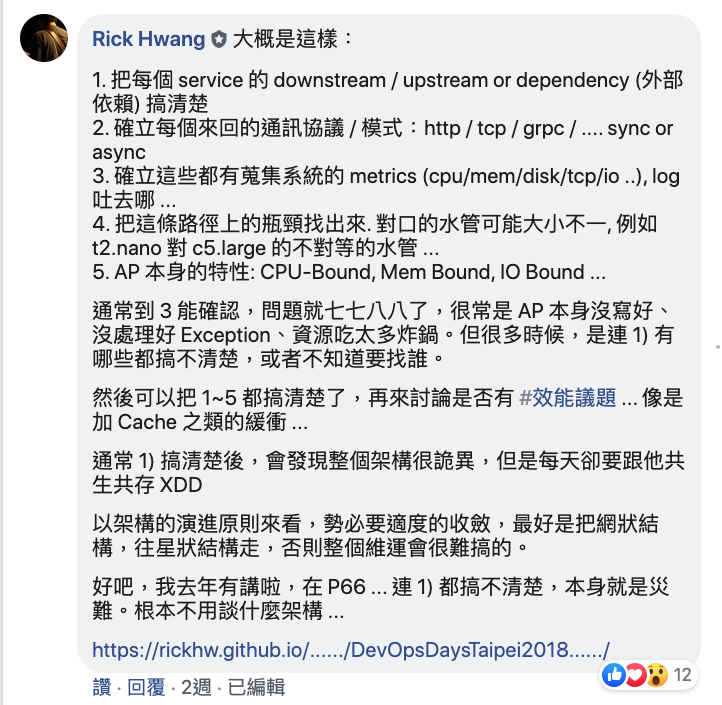 Rick Hwang 大概是這樣：
1. 把每個 service 的 downstream / upstream or dependency (外部
依賴) 搞清楚
2. 確立每個來回的通訊協議 / 模式：http / tcp / grpc / .... sync or
async
3. 確立這些都有蒐集系統的 metrics (cpu/mem/disk/tcp/io ..), log
吐去哪 ...
4. 把這條路徑上的瓶頸找出來. 對口的水管可能大小不一, 例如
t2.nano 對 c5.large 的不對等的水管 ...
5. AP 本身的特性: CPU-Bound, Mem Bound, IO Bound ...
通常到 3 能確認，問題就七七八八了，很常是 AP 本身沒寫好、
沒處理好 Exception、資源吃太多炸鍋。但很多時候，是連 1) 有
哪些都搞不清楚，或者不知道要找誰。
然後可以把 1~5 都搞清楚了，再來討論是否有 #效能議題 ... 像是
加 Cache 之類的緩衝 ...
通常 1) 搞清楚後，會發現整個架構很詭異，但是每天卻要跟他共
生共存 XDD
以架構的演進原則來看，勢必要適度的收斂，最好是把網狀結
構，往星狀結構走，否則整個維運會很難搞的。
好吧，我去年有講啦，在 P66 ... 連 1) 都搞不清楚，本身就是災
難。根本不用談什麼架構 ...
https://rickhw.github.io/....../DevOpsDaysTaipei2018....../
12
讚 · 回覆 · 2週 · 已編輯